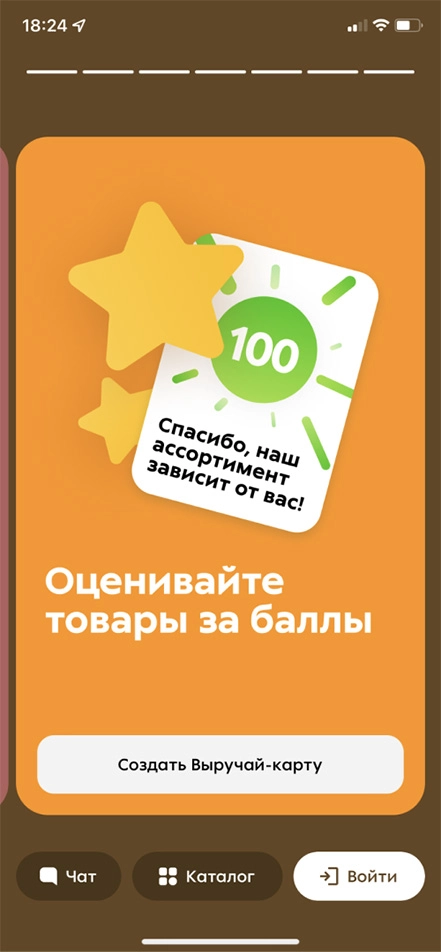 18:24
100
Спасибо, наш
ассортимент
зависит от вас!
Оценивайте
товары за баллы
Создать Выручай-карту
Чат
Каталог
Войти